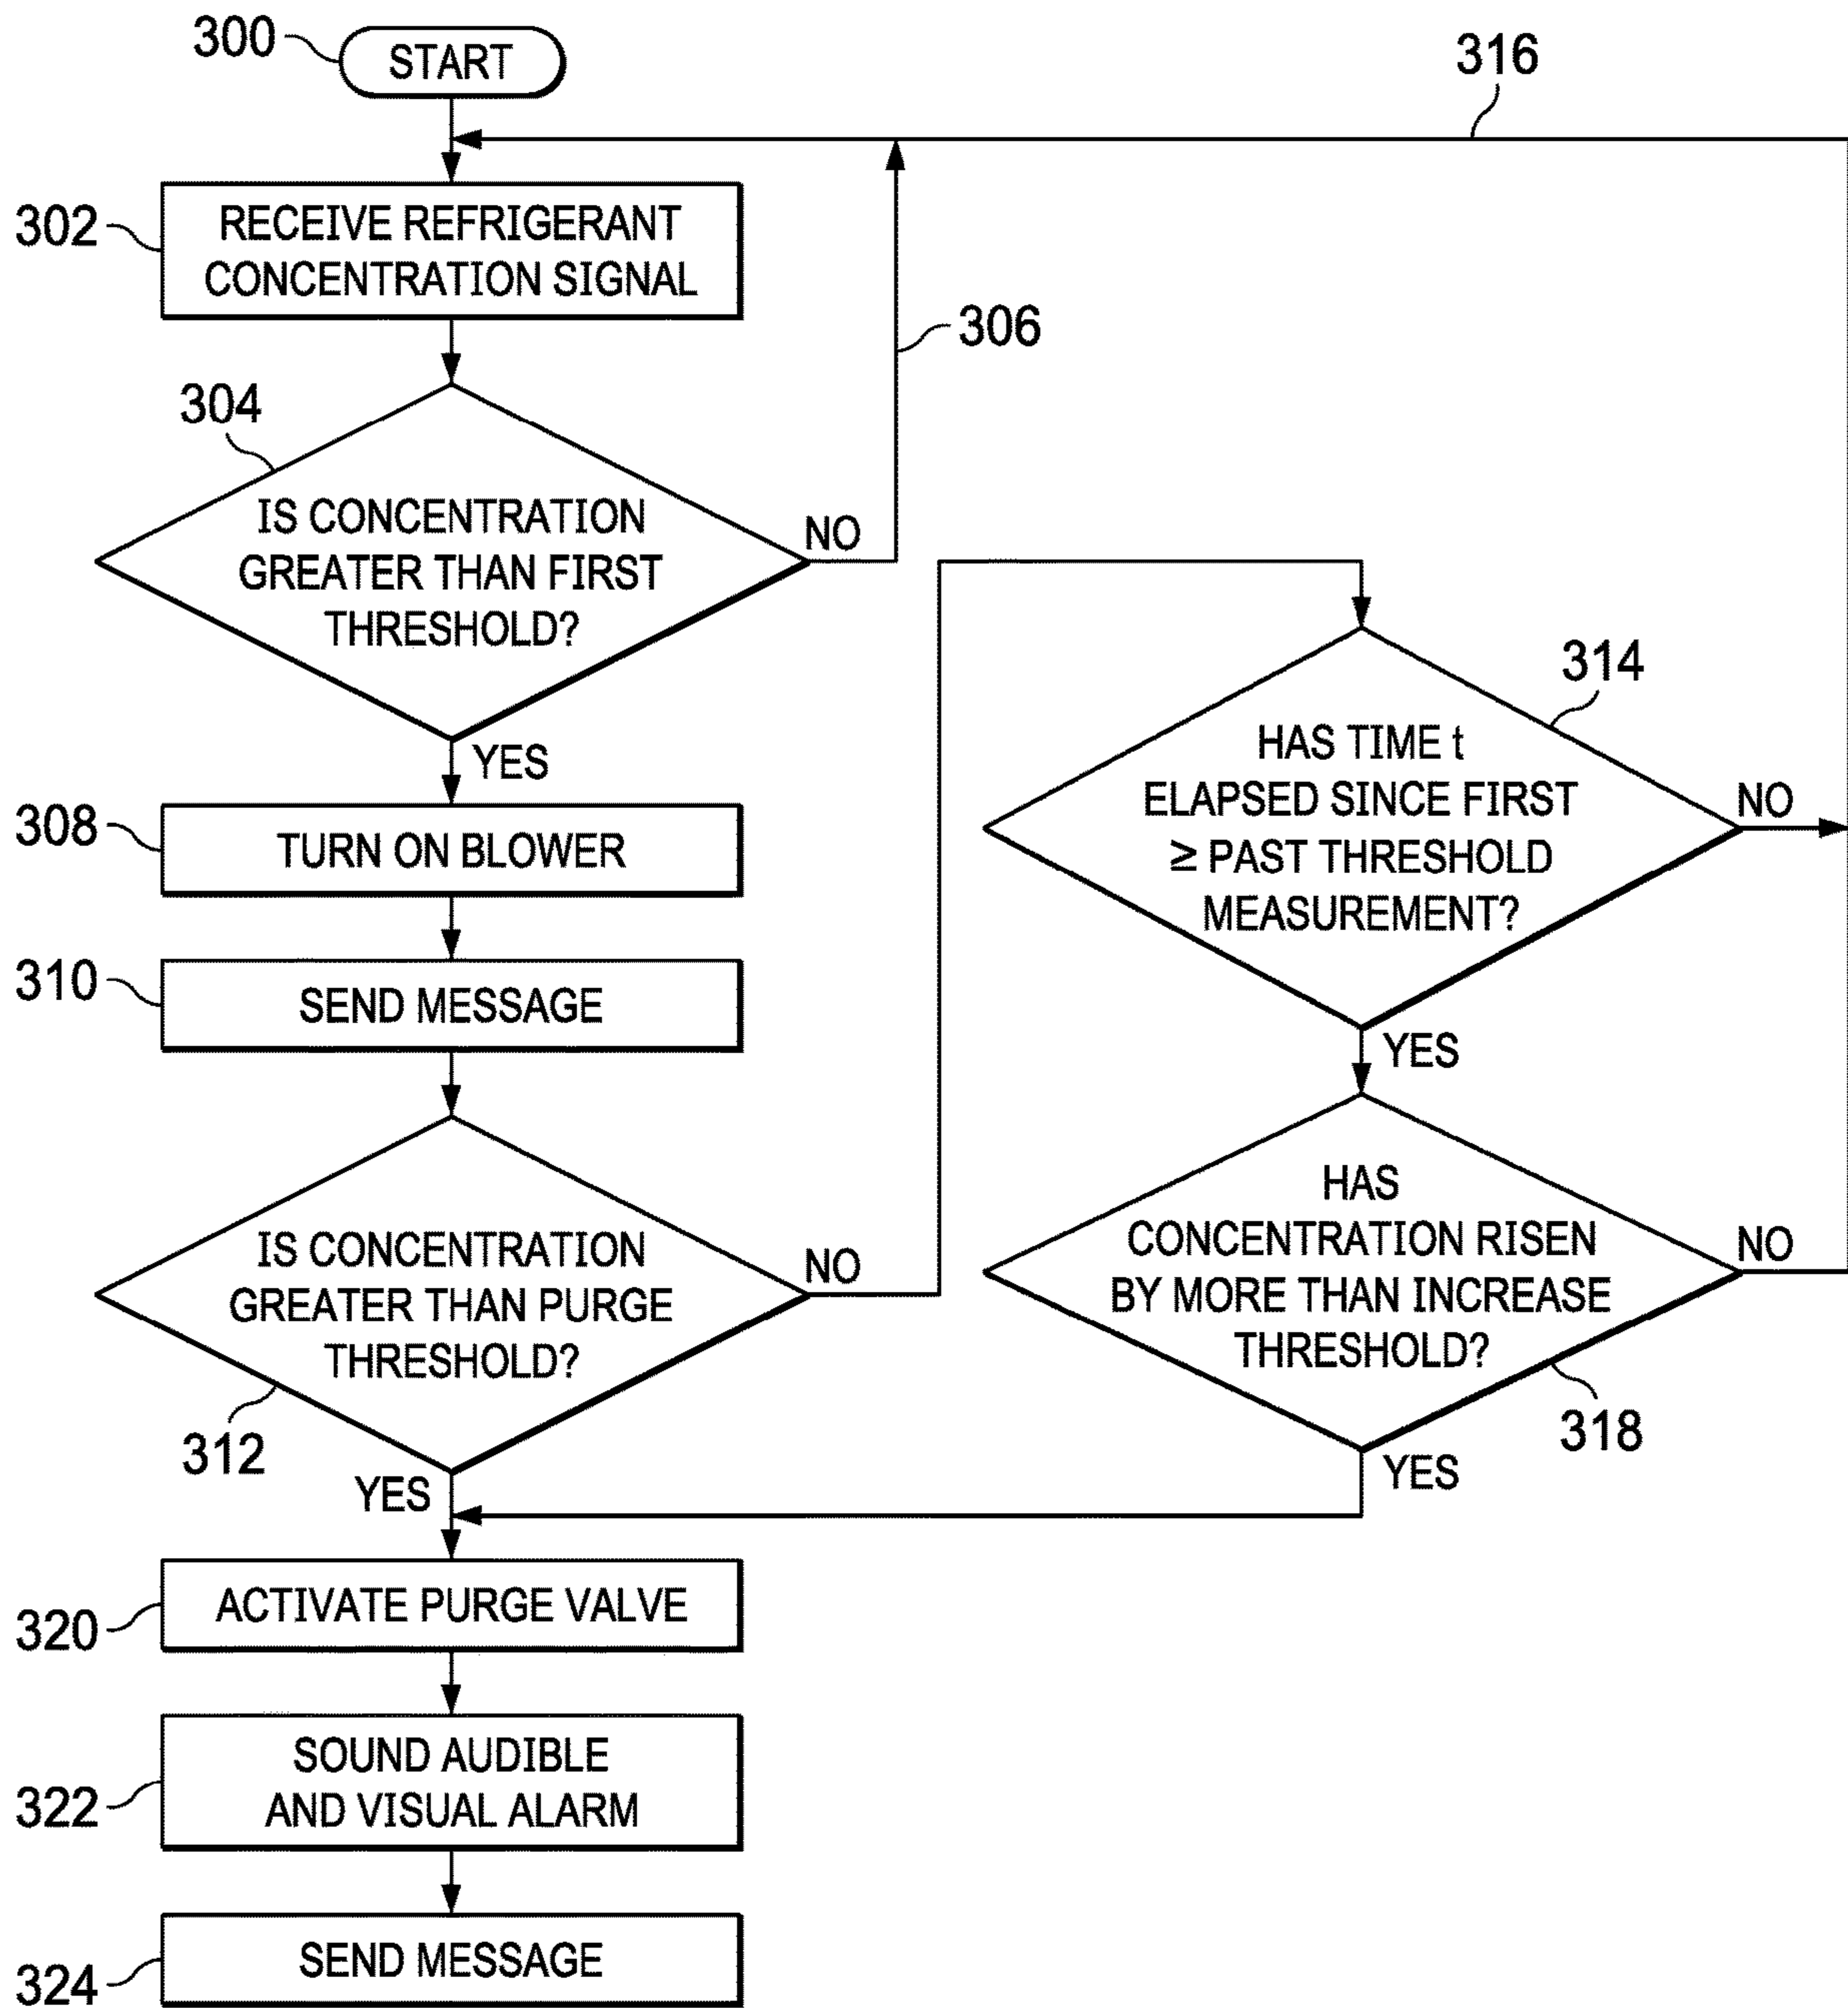 300
START
316
302
RECEIVE REFRIGERANT
CONCENTRATION SIGNAL
306
304
IS CONCENTRATION
GREATER THAN FIRST
THRESHOLD?
NO
YES
308
TURN ON BLOWER
310
SEND MESSAGE
IS CONCENTRATION
GREATER THAN PURGE
THRESHOLD?
NO
312
YES
314
HAS TIME t
ELAPSED SINCE FIRST
≥ PAST THRESHOLD
MEASUREMENT?
NO
YES
HAS
CONCENTRATION RISEN
BY MORE THAN INCREASE
THRESHOLD?
NO
318
YES
320
ACTIVATE PURGE VALVE
322
SOUND AUDIBLE
AND VISUAL ALARM
324
SEND MESSAGE